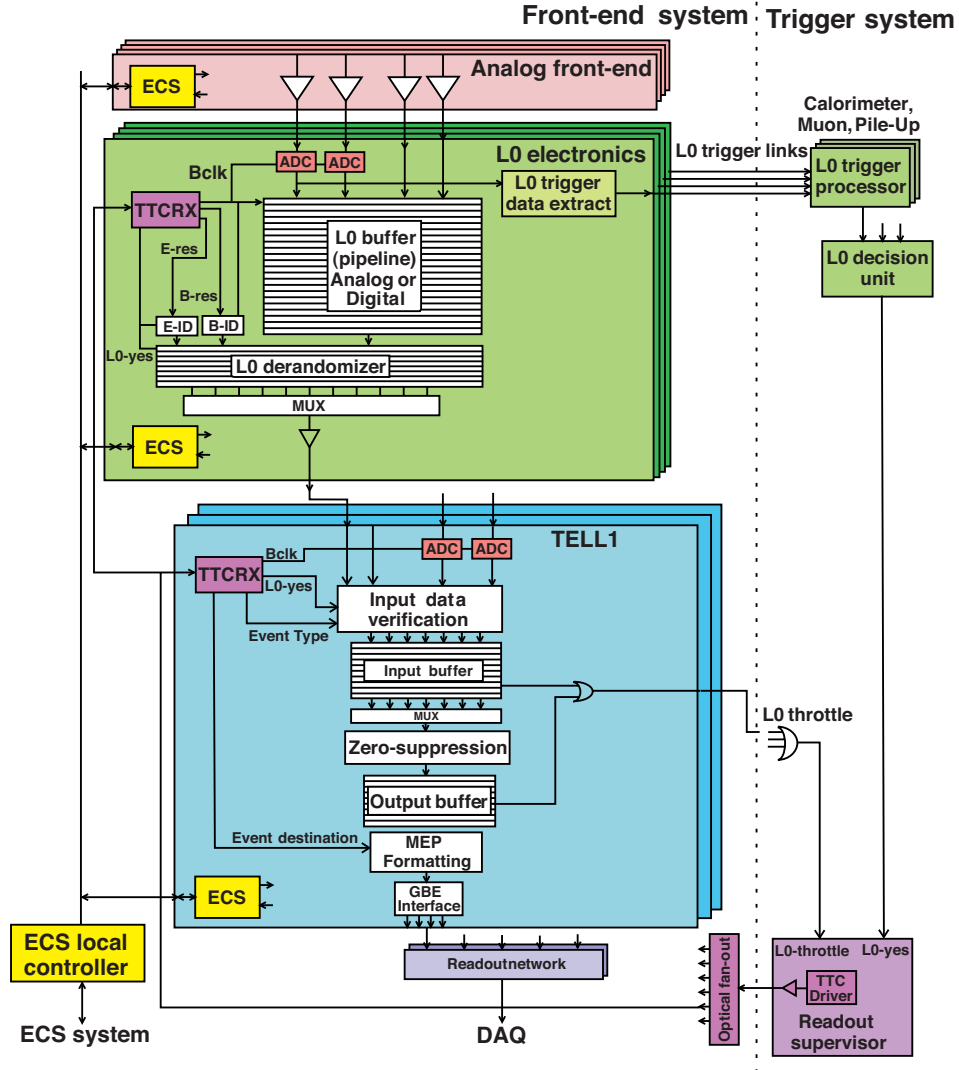 Front-end system
Trigger system
Analog front-end
ECS
Calorimeter,
Muon, Pile-Up
L0 trigger links
L0 electronics
ADC
ADC
Bclk
L0 trigger
data extract
L0 trigger
processor
TTCRX
L0 buffer
(pipeline)
Analog or
Digital
E-res
B-res
L0 decision
unit
E-ID
B-ID
L0-yes
L0 derandomizer
MUX
ECS
TELL1
Bclk
ADC
ADC
TTCRX
L0-yes
Input data
verification
Event Type
Input buffer
MUX
L0 throttle
Zero-suppression
Output buffer
Event destination
MEP
Formatting
ECS
GBE
Interface
ECS local
controller
Readoutnetwork
Optical fan-out
L0-throttle
L0-yes
TTC
Driver
Readout
supervisor
ECS system
DAQ